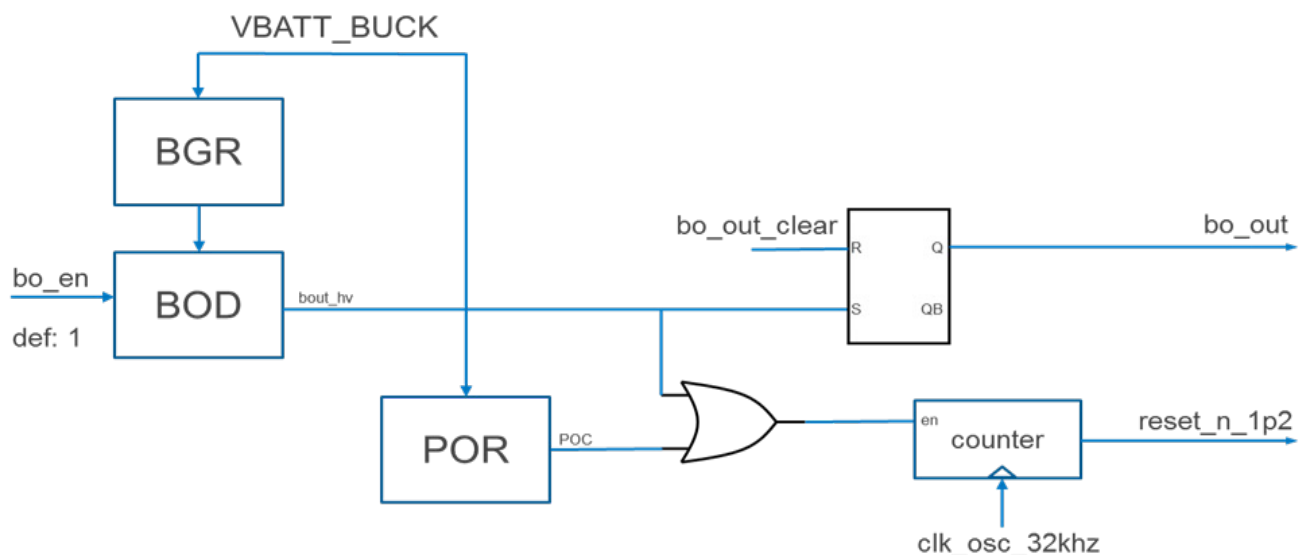 VBATT_BUCK
BGR
bo_out_clear
bo_out
R
Q
bo_en
BOD
bout_hv
S
QB
def: 1
POR
POC
en
counter
reset_n_1p2
clk_osc_32khz